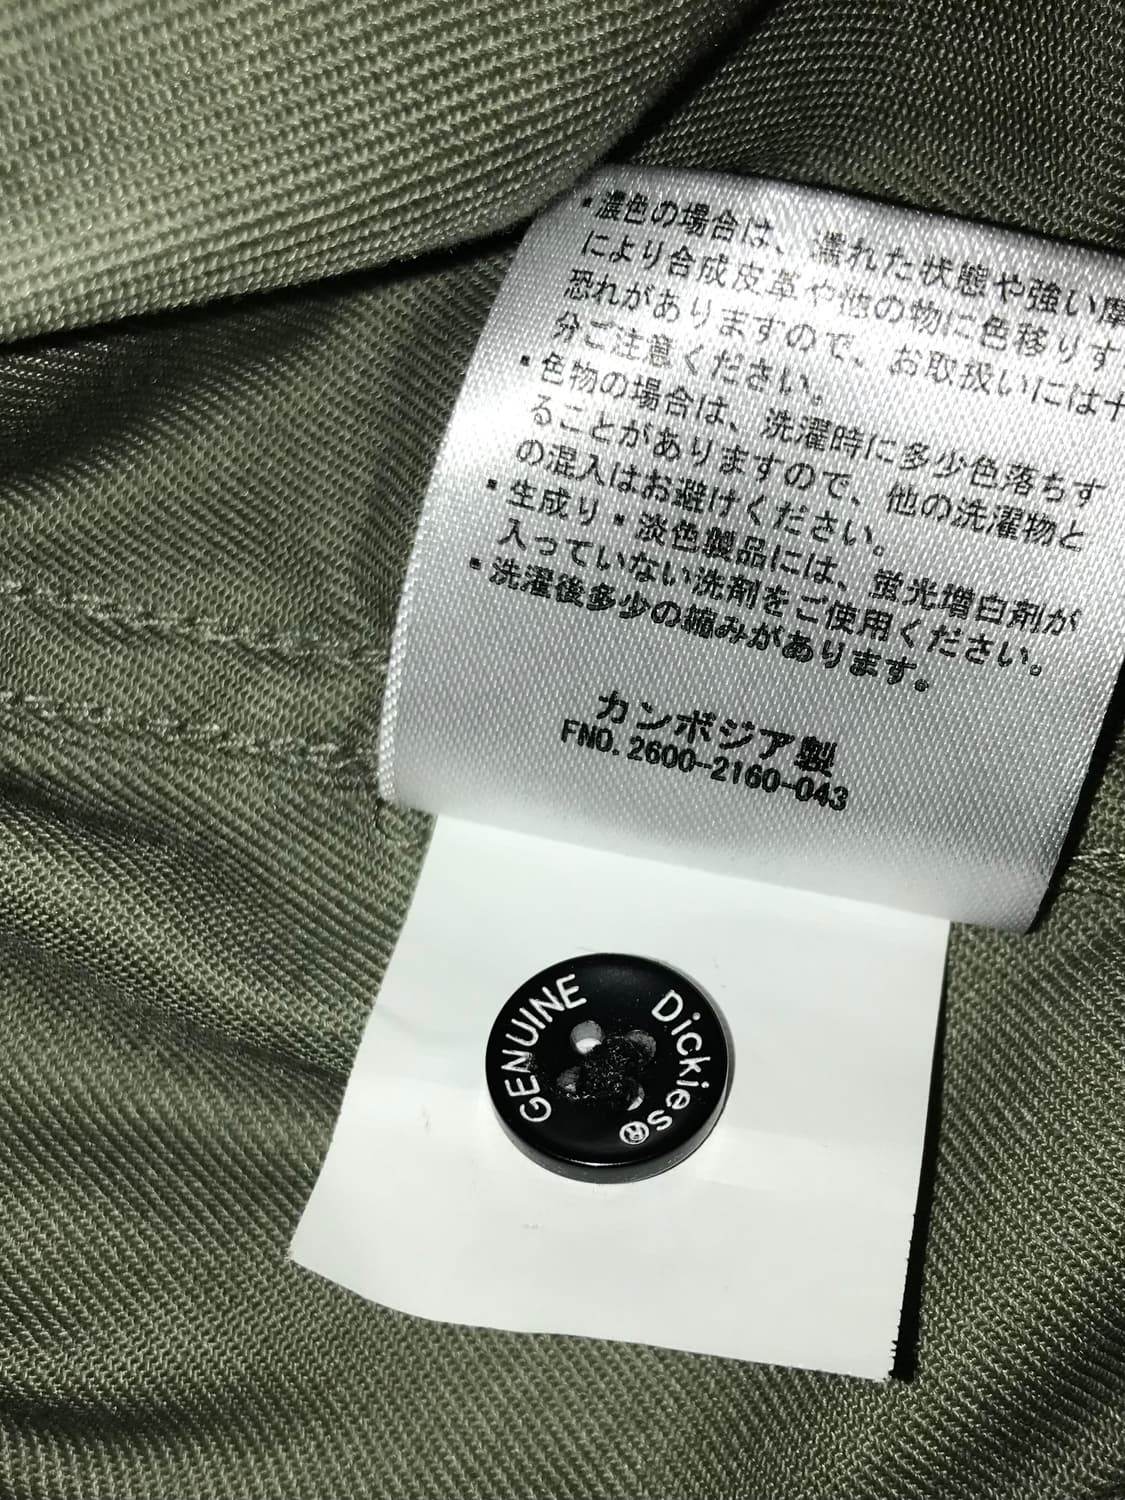 ・濃色の場合は、濡れた状態や強い摩
により合成皮革や他の物に色移りす
恐れがありますので、お取扱いには十
分ご注意ください。
・色物の場合は、洗濯時に多少色落ちす
ることがありますので、他の洗濯物と
の混入はお避けください。
・生成り・淡色製品には、蛍光増白剤が
入っていない洗剤をご使用ください。
・洗濯後多少の縮みがあります。
カンボジア製
FNO.2600-2160-043
GENUINE
Dickies®